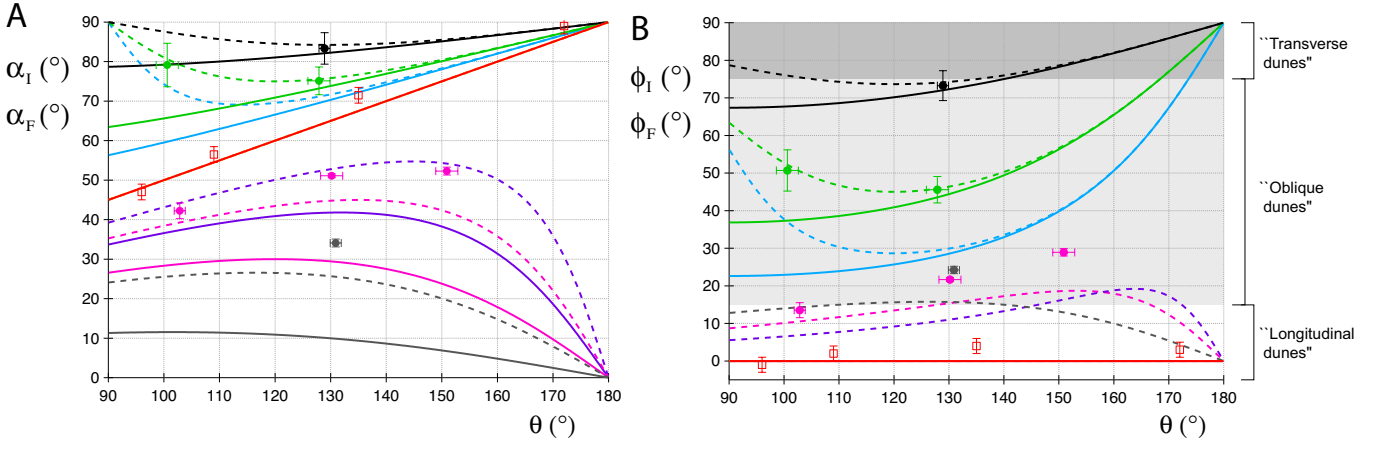 A
α_I (°)
α_F (°)
90
80
70
60
50
40
30
20
10
0
90
100
110
120
130
140
150
160
170
180
θ (°)
B
ϕ_I (°)
ϕ_F (°)
90
80
70
60
50
40
30
20
10
0
90
100
110
120
130
140
150
160
170
180
θ (°)
``Transverse
dunes"
``Oblique
dunes"
``Longitudinal
dunes"